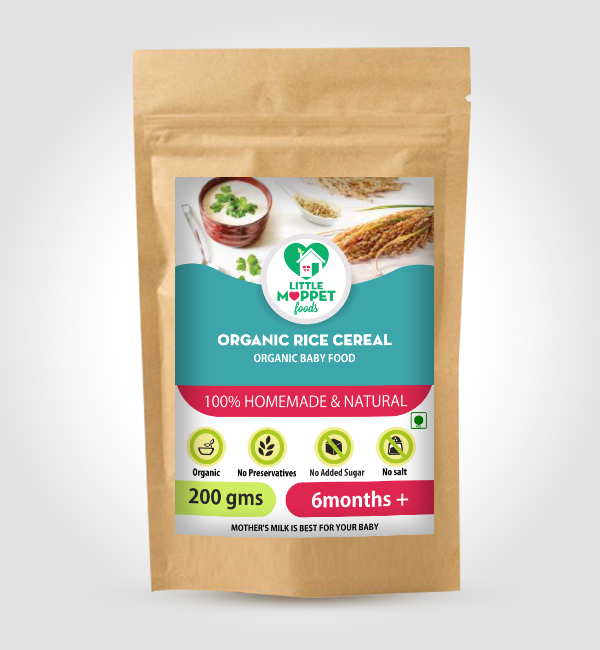 LITTLE
MOPPET
foods
ORGANIC RICE CEREAL
ORGANIC BABY FOOD
100% HOMEMADE & NATURAL
Organic
No Preservatives
No Added Sugar
No salt
200 gms
6months +
MOTHER'S MILK IS BEST FOR YOUR BABY